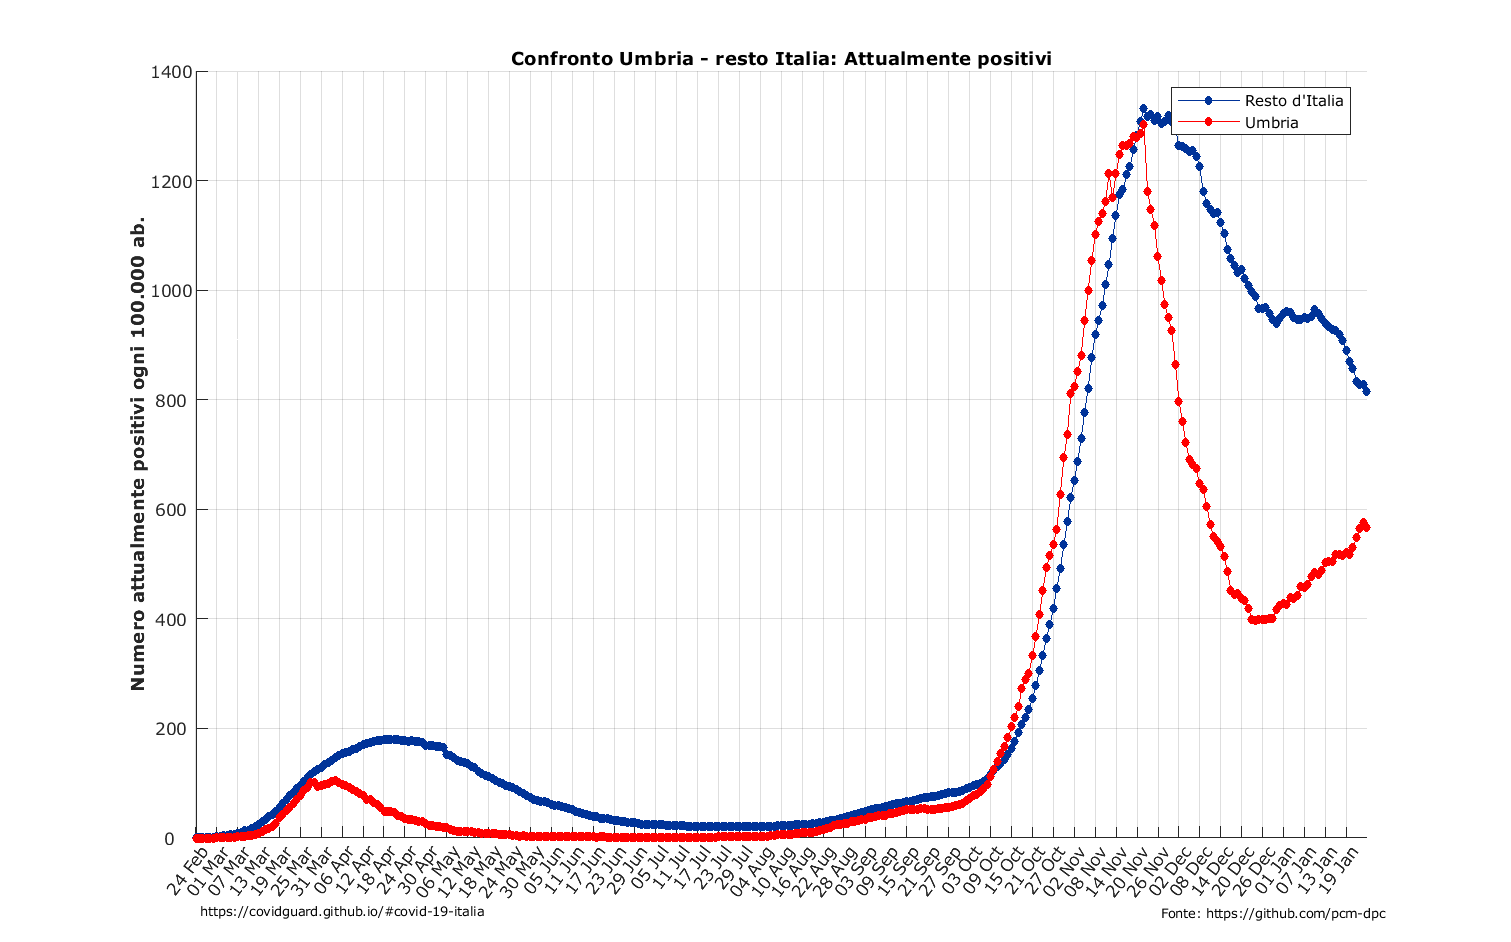 Confronto Umbria - resto Italia: Attualmente positivi
Numero attualmente positivi ogni 100.000 ab.
1400
1200
1000
800
600
400
200
0
Resto d'Italia
Umbria
24 Feb
01 Mar
07 Mar
13 Mar
19 Mar
25 Mar
31 Mar
06 Apr
12 Apr
18 Apr
24 Apr
30 Apr
06 May
12 May
18 May
24 May
30 May
05 Jun
11 Jun
17 Jun
23 Jun
29 Jun
05 Jul
11 Jul
17 Jul
23 Jul
29 Jul
04 Aug
10 Aug
16 Aug
22 Aug
28 Aug
03 Sep
09 Sep
15 Sep
21 Sep
27 Sep
03 Oct
09 Oct
15 Oct
21 Oct
27 Oct
02 Nov
08 Nov
14 Nov
20 Nov
26 Nov
02 Dec
08 Dec
14 Dec
20 Dec
26 Dec
01 Jan
07 Jan
13 Jan
19 Jan
https://covidguard.github.io/#covid-19-italia
Fonte: https://github.com/pcm-dpc